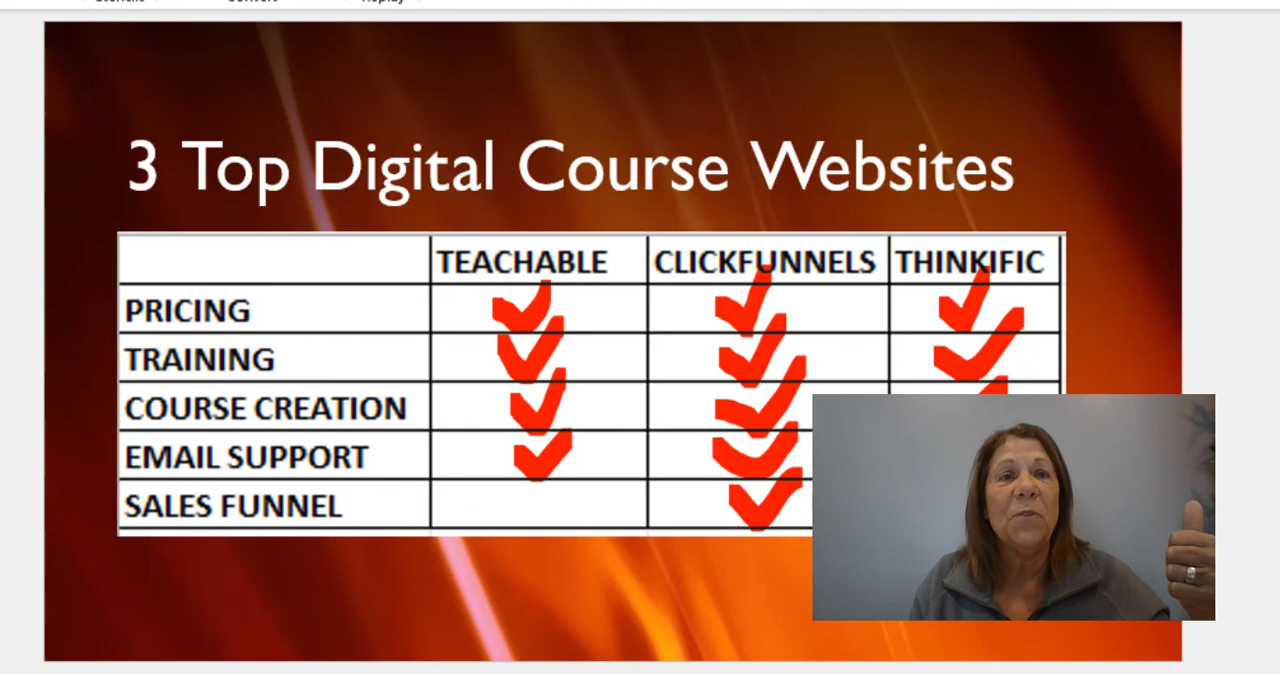 3 Top Digital Course Websites
TEACHABLE CLICKFUNNELS THINKIFIC
PRICING
TRAINING
COURSE CREATION
EMAIL SUPPORT
SALES FUNNEL